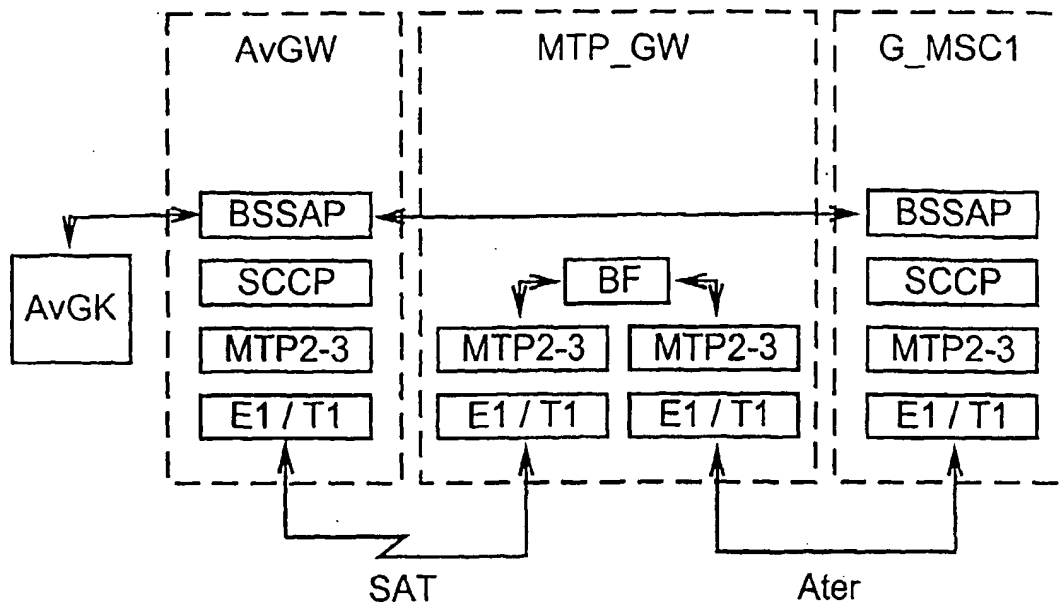 AvGW MTP_GW G_MSC1
BSSAP BSSAP
AvGK SCCP BF SCCP
MTP2-3 MTP2-3 MTP2-3 MTP2-3
E1 / T1 E1 / T1 E1 / T1 E1 / T1
SAT Ater